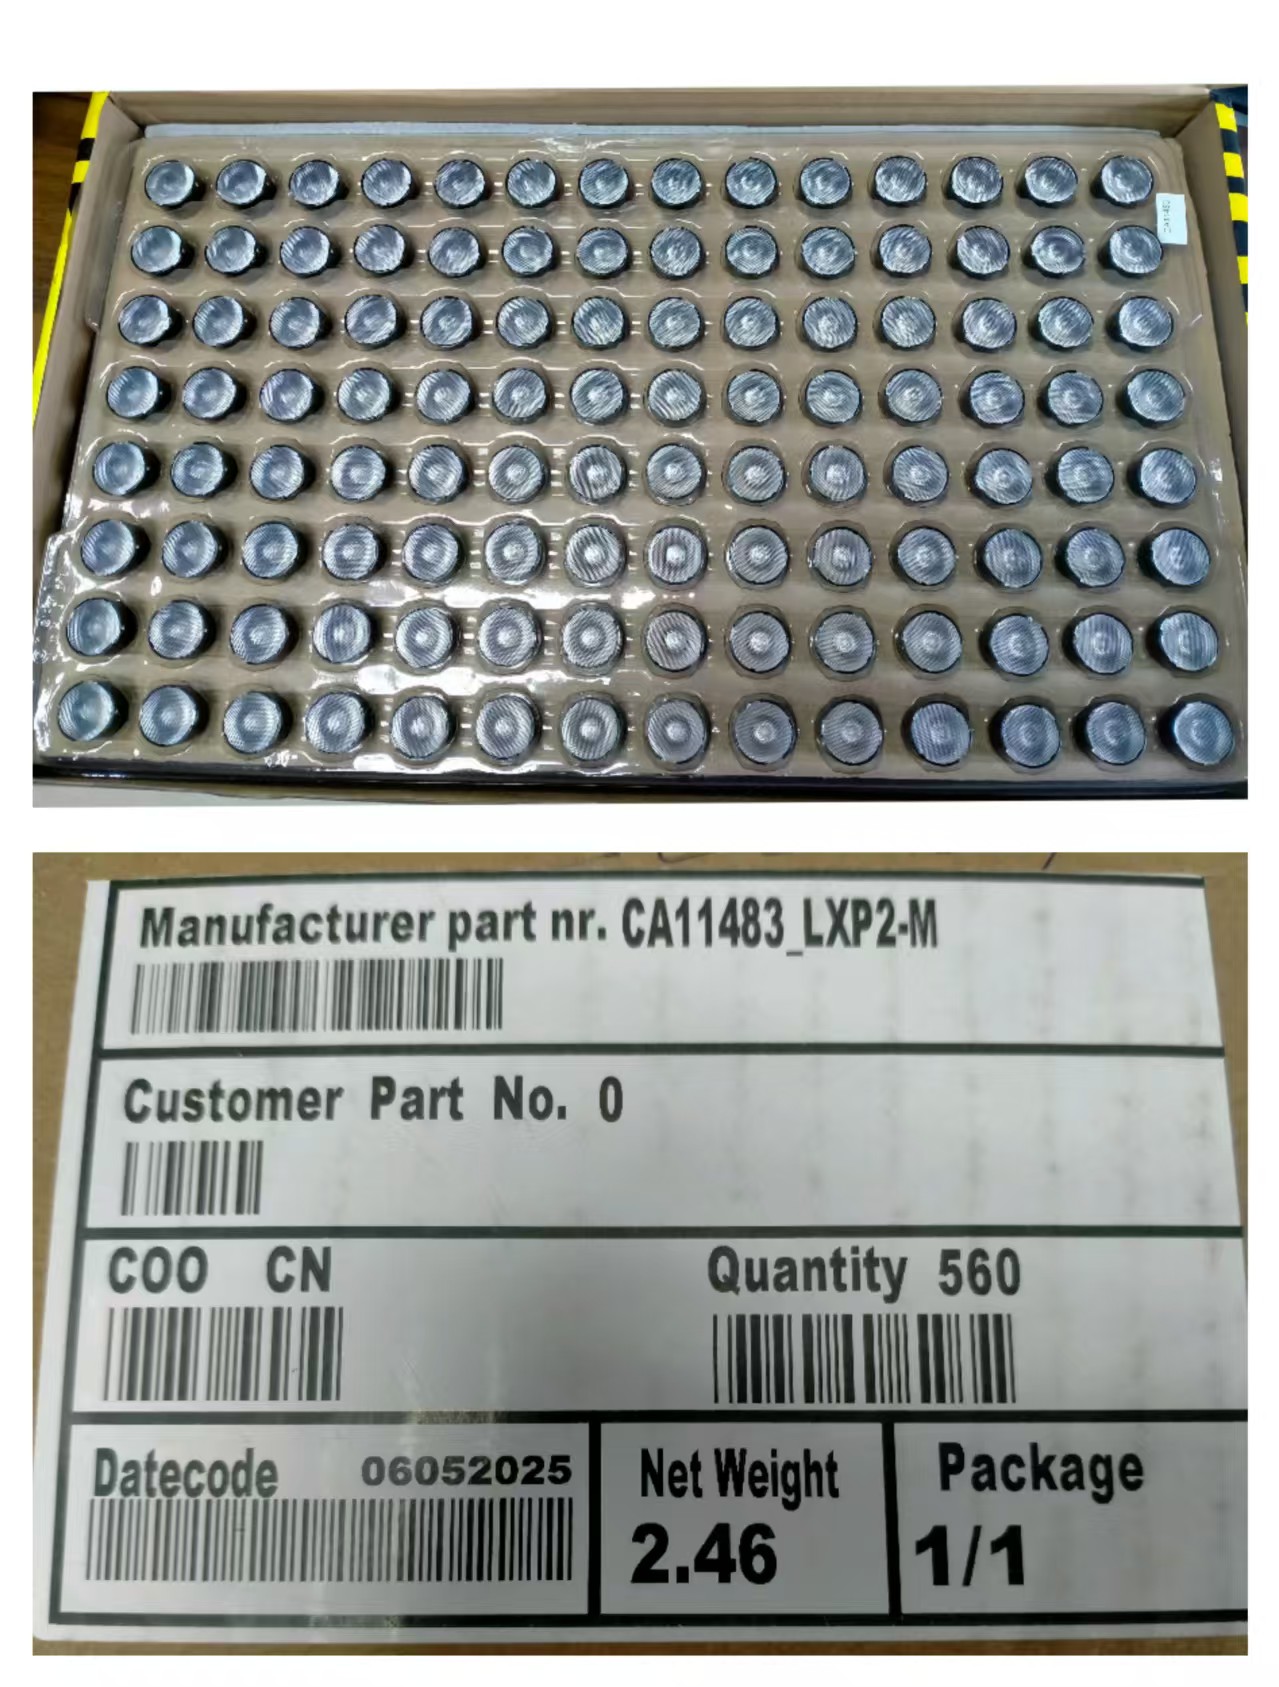 Manufacturer part nr. CA11483_LXP2-M
Customer Part No. 0
COO CN
Quantity 560
Datecode 06052025
Net Weight
2.46
Package
1/1